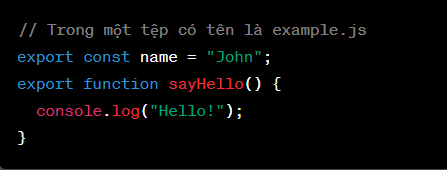 // Trong một tệp có tên là example.js
export const name = "John";
export function sayHello() {
  console.log("Hello!");
}